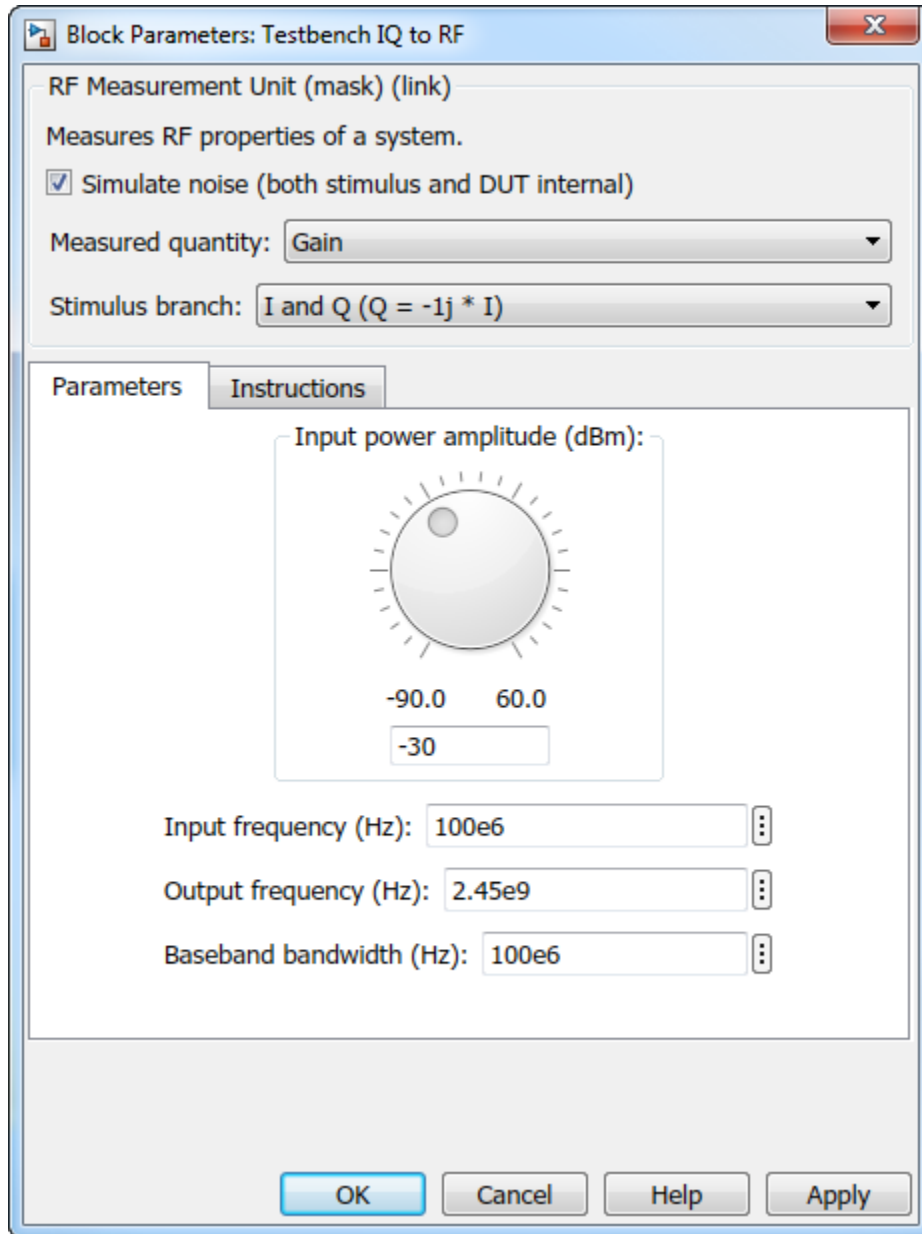 Block Parameters: Testbench IQ to RF
RF Measurement Unit (mask) (link)
Measures RF properties of a system.
Simulate noise (both stimulus and DUT internal)
Measured quantity: Gain
Stimulus branch: I and Q (Q = -1j * I)
Parameters Instructions
Input power amplitude (dBm):
-90.0 60.0
-30
Input frequency (Hz): 100e6
Output frequency (Hz): 2.45e9
Baseband bandwidth (Hz): 100e6
OK Cancel Help Apply